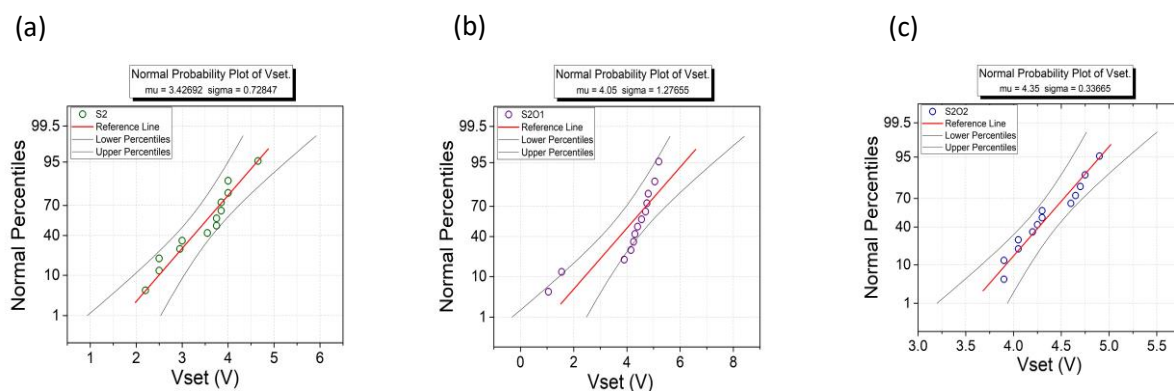 (a)
Normal Probability Plot of Vset.
mu = 3.42692 sigma = 0.72847
S2
Reference Line
Lower Percentiles
Upper Percentiles
99.5
95
70
40
10
1
Normal Percentiles
1 2 3 4 5 6
Vset (V)
(b)
Normal Probability Plot of Vset.
mu = 4.05 sigma = 1.27655
S2O1
Reference Line
Lower Percentiles
Upper Percentiles
99.5
95
70
40
10
1
Normal Percentiles
0 2 4 6 8
Vset (V)
(c)
Normal Probability Plot of Vset.
mu = 4.35 sigma = 0.33665
S2O2
Reference Line
Lower Percentiles
Upper Percentiles
99.5
95
70
40
10
1
Normal Percentiles
3.0 3.5 4.0 4.5 5.0 5.5
Vset (V)